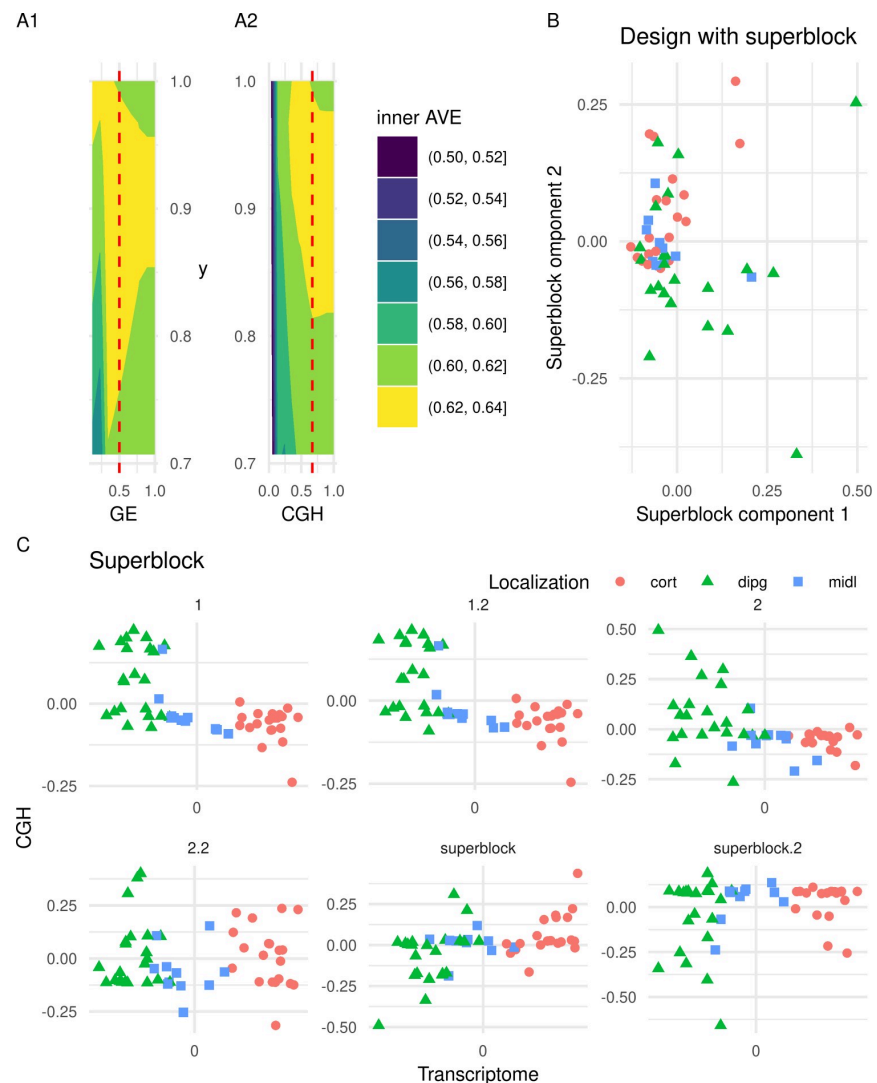 A1
A2
B
Design with superblock
inner AVE
(0.50, 0.52]
(0.52, 0.54]
(0.54, 0.56]
(0.56, 0.58]
(0.58, 0.60]
(0.60, 0.62]
(0.62, 0.64]
1.0
0.9
y
0.8
0.7
0.5 1.0
GE
1.0
0.9
0.8
0.7
0.0 0.5 1.0
CGH
Superblock omponent 2
0.25
0.00
-0.25
0.00 0.25 0.50
Superblock component 1
C
Superblock
Localization cort dipg midl
CGH
1
0.00
-0.25
0
1.2
0.00
-0.25
0
2
0.50
0.25
0.00
-0.25
0
2.2
0.25
0.00
-0.25
0
superblock
0.50
0.25
0.00
-0.25
-0.50
0
superblock.2
0.00
-0.25
-0.50
0
Transcriptome